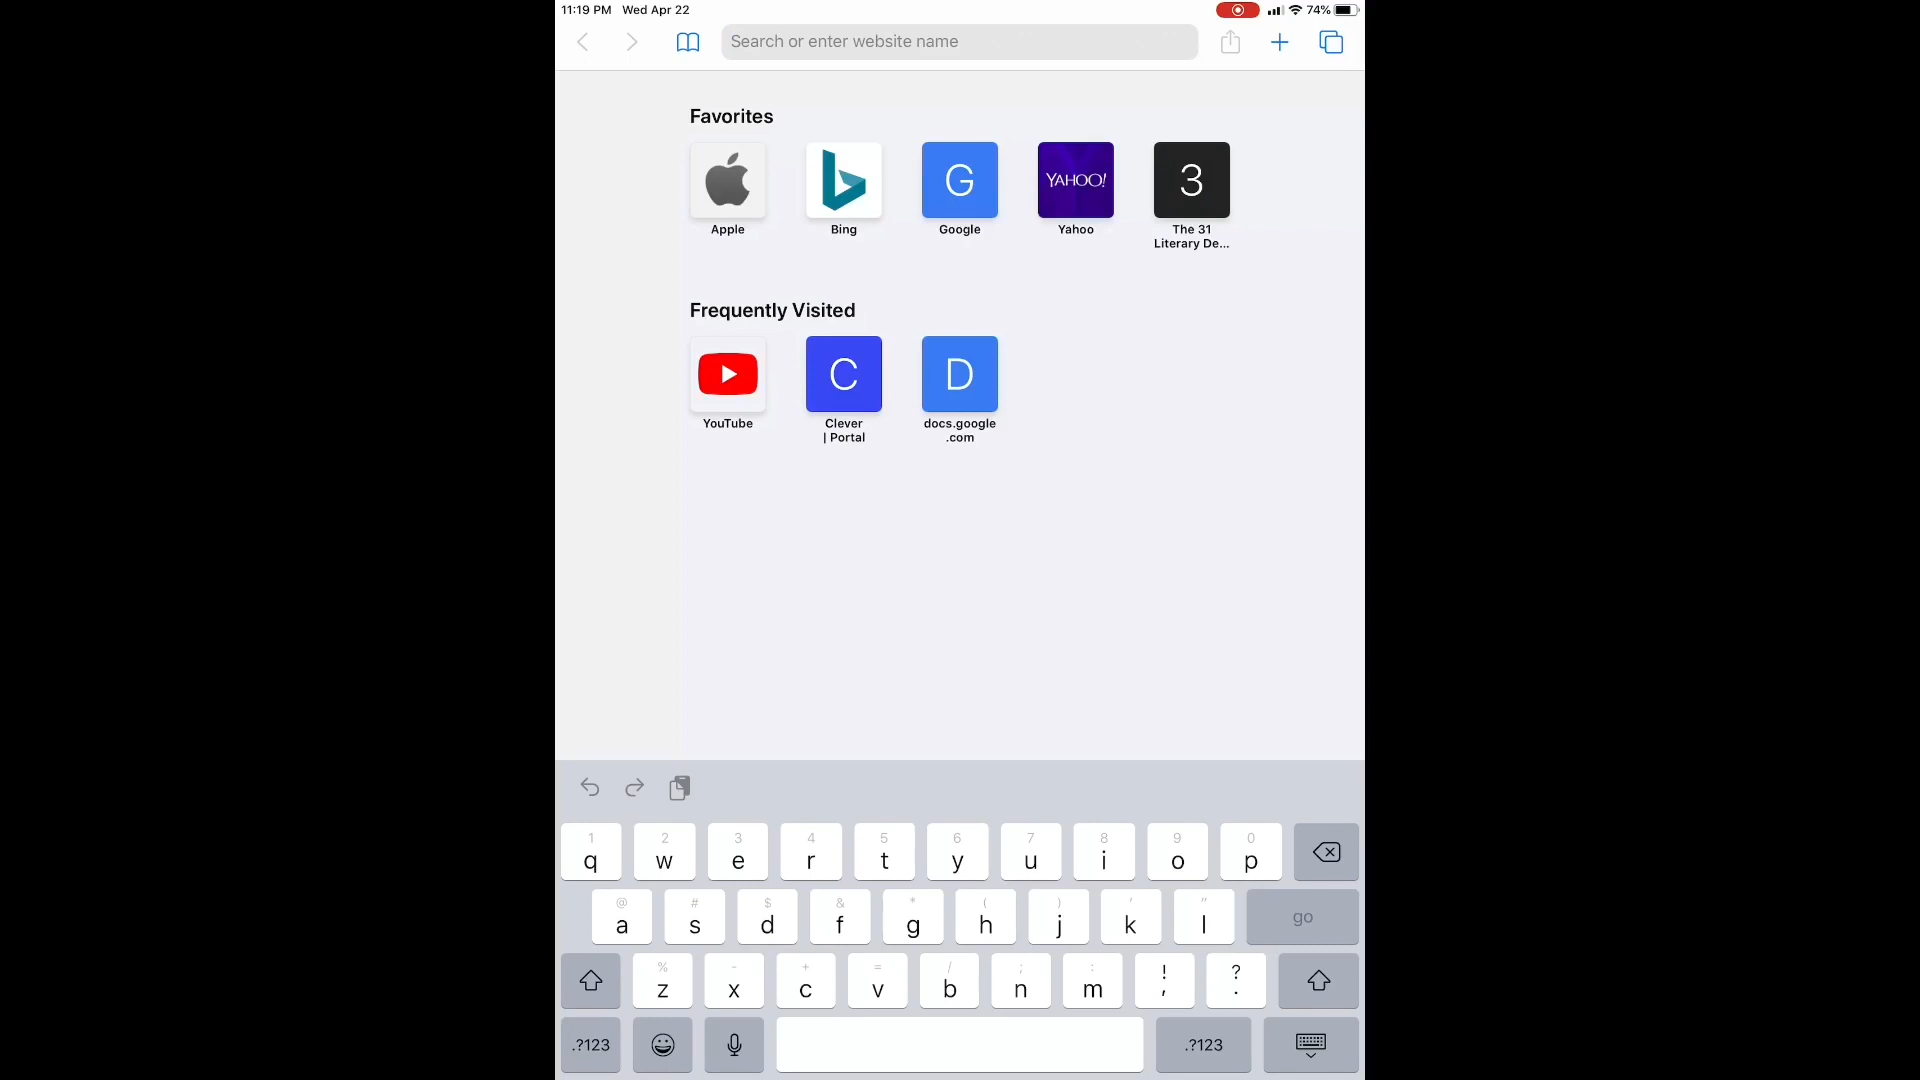 11:19 PM Wed Apr 22
74%
Search or enter website name
Favorites
G
YAHOO!
3
Apple
Bing
Google
Yahoo
The 31
Literary De...
Frequently Visited
C
D
YouTube
Clever
| Portal
docs.google
.com
1 2 3 4 5 6 7 8 9 0
q w e r t y u i o p
@ # $ & * ( ) ' "
a s d f g h j k l go
% - + = / ; : ! ?
z x c v b n m , .
.?123 .?123